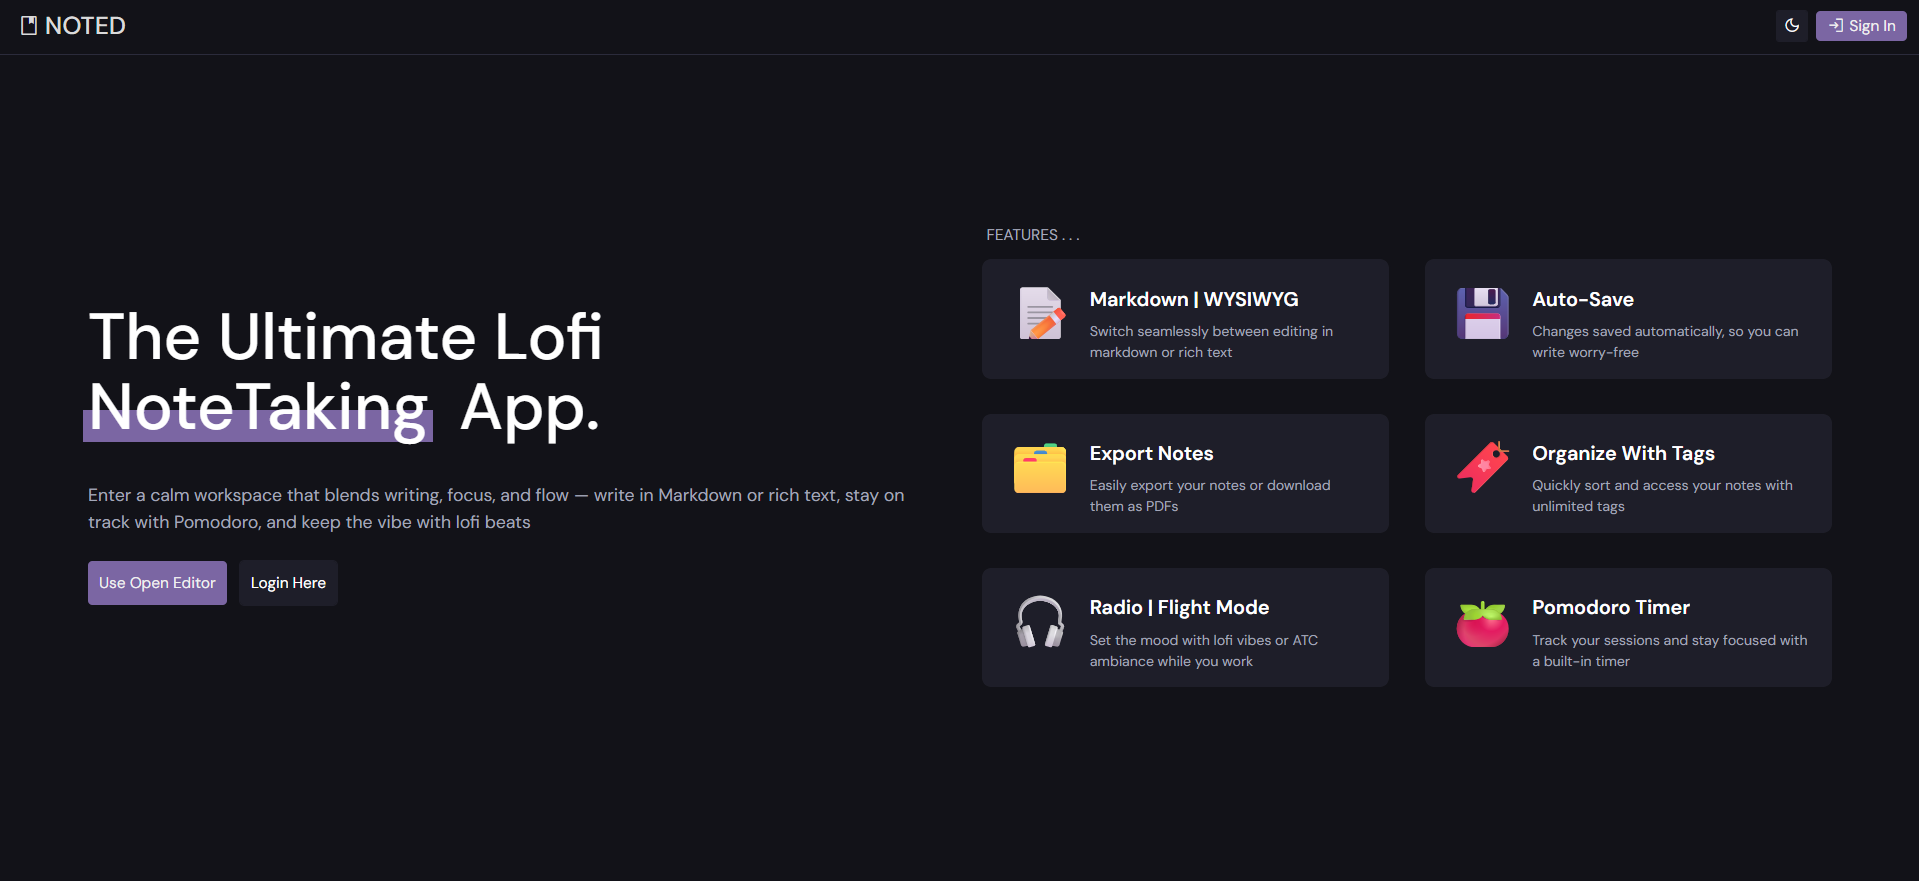 NOTED
Sign In
The Ultimate Lofi
NoteTaking App.
Enter a calm workspace that blends writing, focus, and flow — write in Markdown or rich text, stay on
track with Pomodoro, and keep the vibe with lofi beats
Use Open Editor
Login Here
FEATURES . . .
Markdown | WYSIWYG
Switch seamlessly between editing in
markdown or rich text
Auto-Save
Changes saved automatically, so you can
write worry-free
Export Notes
Easily export your notes or download
them as PDFs
Organize With Tags
Quickly sort and access your notes with
unlimited tags
Radio | Flight Mode
Set the mood with lofi vibes or ATC
ambiance while you work
Pomodoro Timer
Track your sessions and stay focused with
a built-in timer